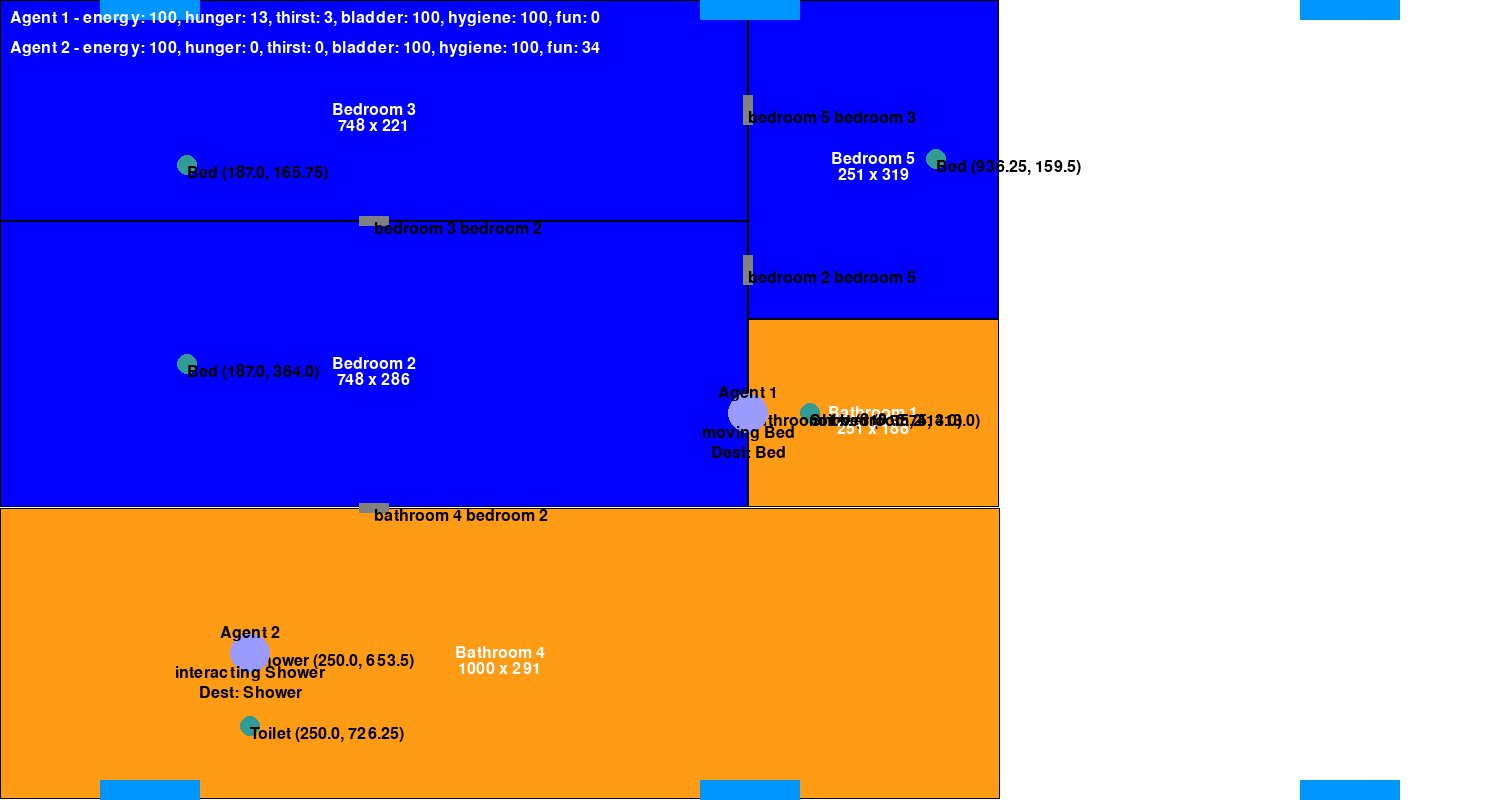 Agent 1 - energy: 100, hunger: 13, thirst: 3, bladder: 100, hygiene: 100, fun: 0
Agent 2 - energy: 100, hunger: 0, thirst: 0, bladder: 100, hygiene: 100, fun: 34
Bedroom 3
748 x 221
bedroom 5 bedroom 3
Bedroom 5
251 x 319
Bed (936.25, 159.5)
Bed (187.0, 165.75)
bedroom 3 bedroom 2
bedroom 2 bedroom 5
Bedroom 2
748 x 286
Bed (187.0, 364.0)
Agent 1
Bathroom 1
moving Bed
Dest: Bed
bathroom 4 bedroom 2
Agent 2
Bathroom 4
1000 x 291
(250.0, 653.5)
interacting Shower
Dest: Shower
Toilet (250.0, 726.25)